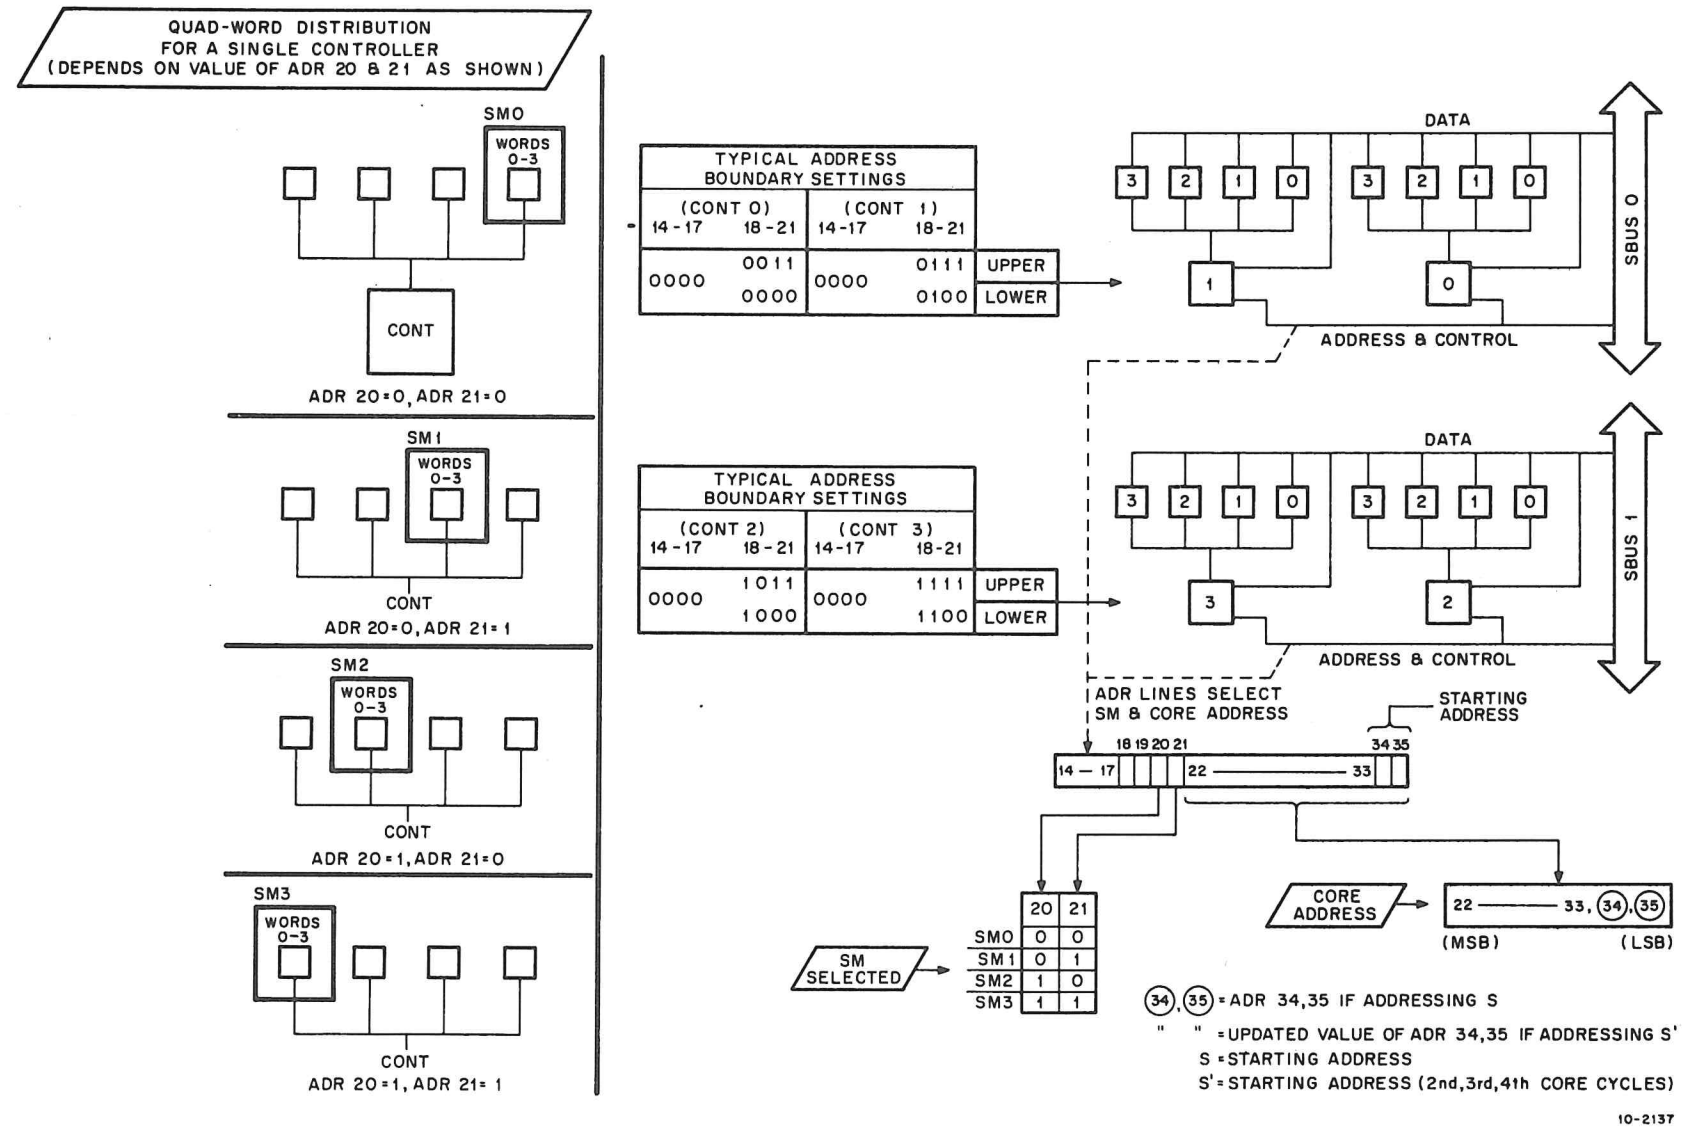 QUAD-WORD DISTRIBUTION
FOR A SINGLE CONTROLLER
(DEPENDS ON VALUE OF ADR 20 & 21 AS SHOWN)
SM0
WORDS
0-3
CONT
ADR 20=0, ADR 21=0
SM1
WORDS
0-3
CONT
ADR 20=0, ADR 21=1
SM2
WORDS
0-3
CONT
ADR 20=1, ADR 21=0
SM3
WORDS
0-3
CONT
ADR 20=1, ADR 21=1
TYPICAL ADDRESS
BOUNDARY SETTINGS
(CONT 0) (CONT 1)
14-17 18-21 14-17 18-21
0011 0111 UPPER
0000 0000
0000 0100 LOWER
DATA
3 2 1 0 3 2 1 0
1 0
ADDRESS & CONTROL
SBUS 0
TYPICAL ADDRESS
BOUNDARY SETTINGS
(CONT 2) (CONT 3)
14-17 18-21 14-17 18-21
1011 1111 UPPER
0000 0000
1000 1100 LOWER
DATA
3 2 1 0 3 2 1 0
3 2
ADDRESS & CONTROL
SBUS 1
ADR LINES SELECT
SM & CORE ADDRESS
STARTING
ADDRESS
18 19 20 21 34 35
14 — 17 22 — 33
20 21
SM0 0 0
SM1 0 1
SM2 1 0
SM3 1 1
SM
SELECTED
CORE
ADDRESS
22 — 33, 34, 35
(MSB) (LSB)
34, 35 = ADR 34,35 IF ADDRESSING S
" " = UPDATED VALUE OF ADR 34,35 IF ADDRESSING S'
S = STARTING ADDRESS
S' = STARTING ADDRESS (2nd,3rd,4th CORE CYCLES)
10-2137